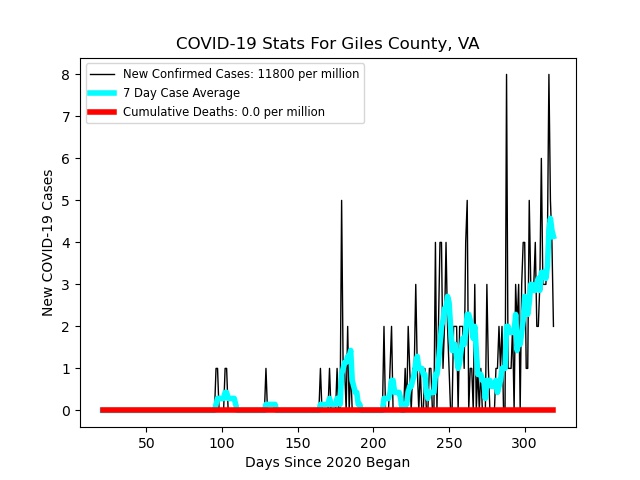 COVID-19 Stats For Giles County, VA
New Confirmed Cases: 11800 per million
7 Day Case Average
Cumulative Deaths: 0.0 per million
New COVID-19 Cases
8
7
6
5
4
3
2
1
0
50 100 150 200 250 300
Days Since 2020 Began